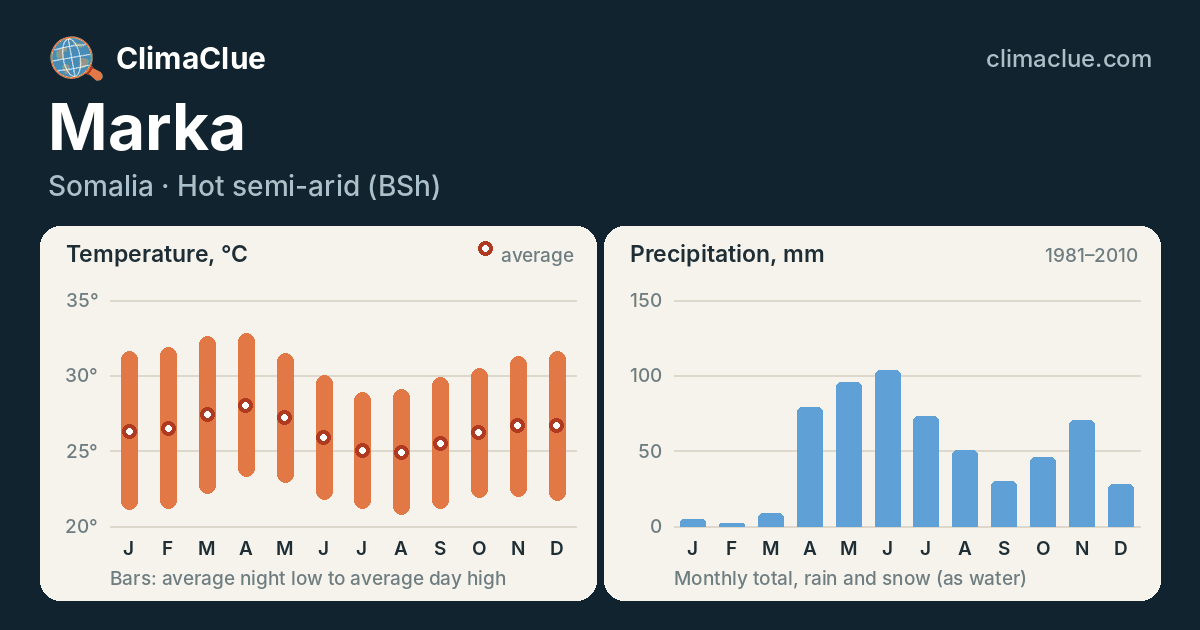 ClimaClue
climaclue.com
Marka
Somalia · Hot semi-arid (BSh)
Temperature, °C
average
35°
30°
25°
20°
J F M A M J J A S O N D
Bars: average night low to average day high
Precipitation, mm
1981–2010
150
100
50
0
J F M A M J J A S O N D
Monthly total, rain and snow (as water)